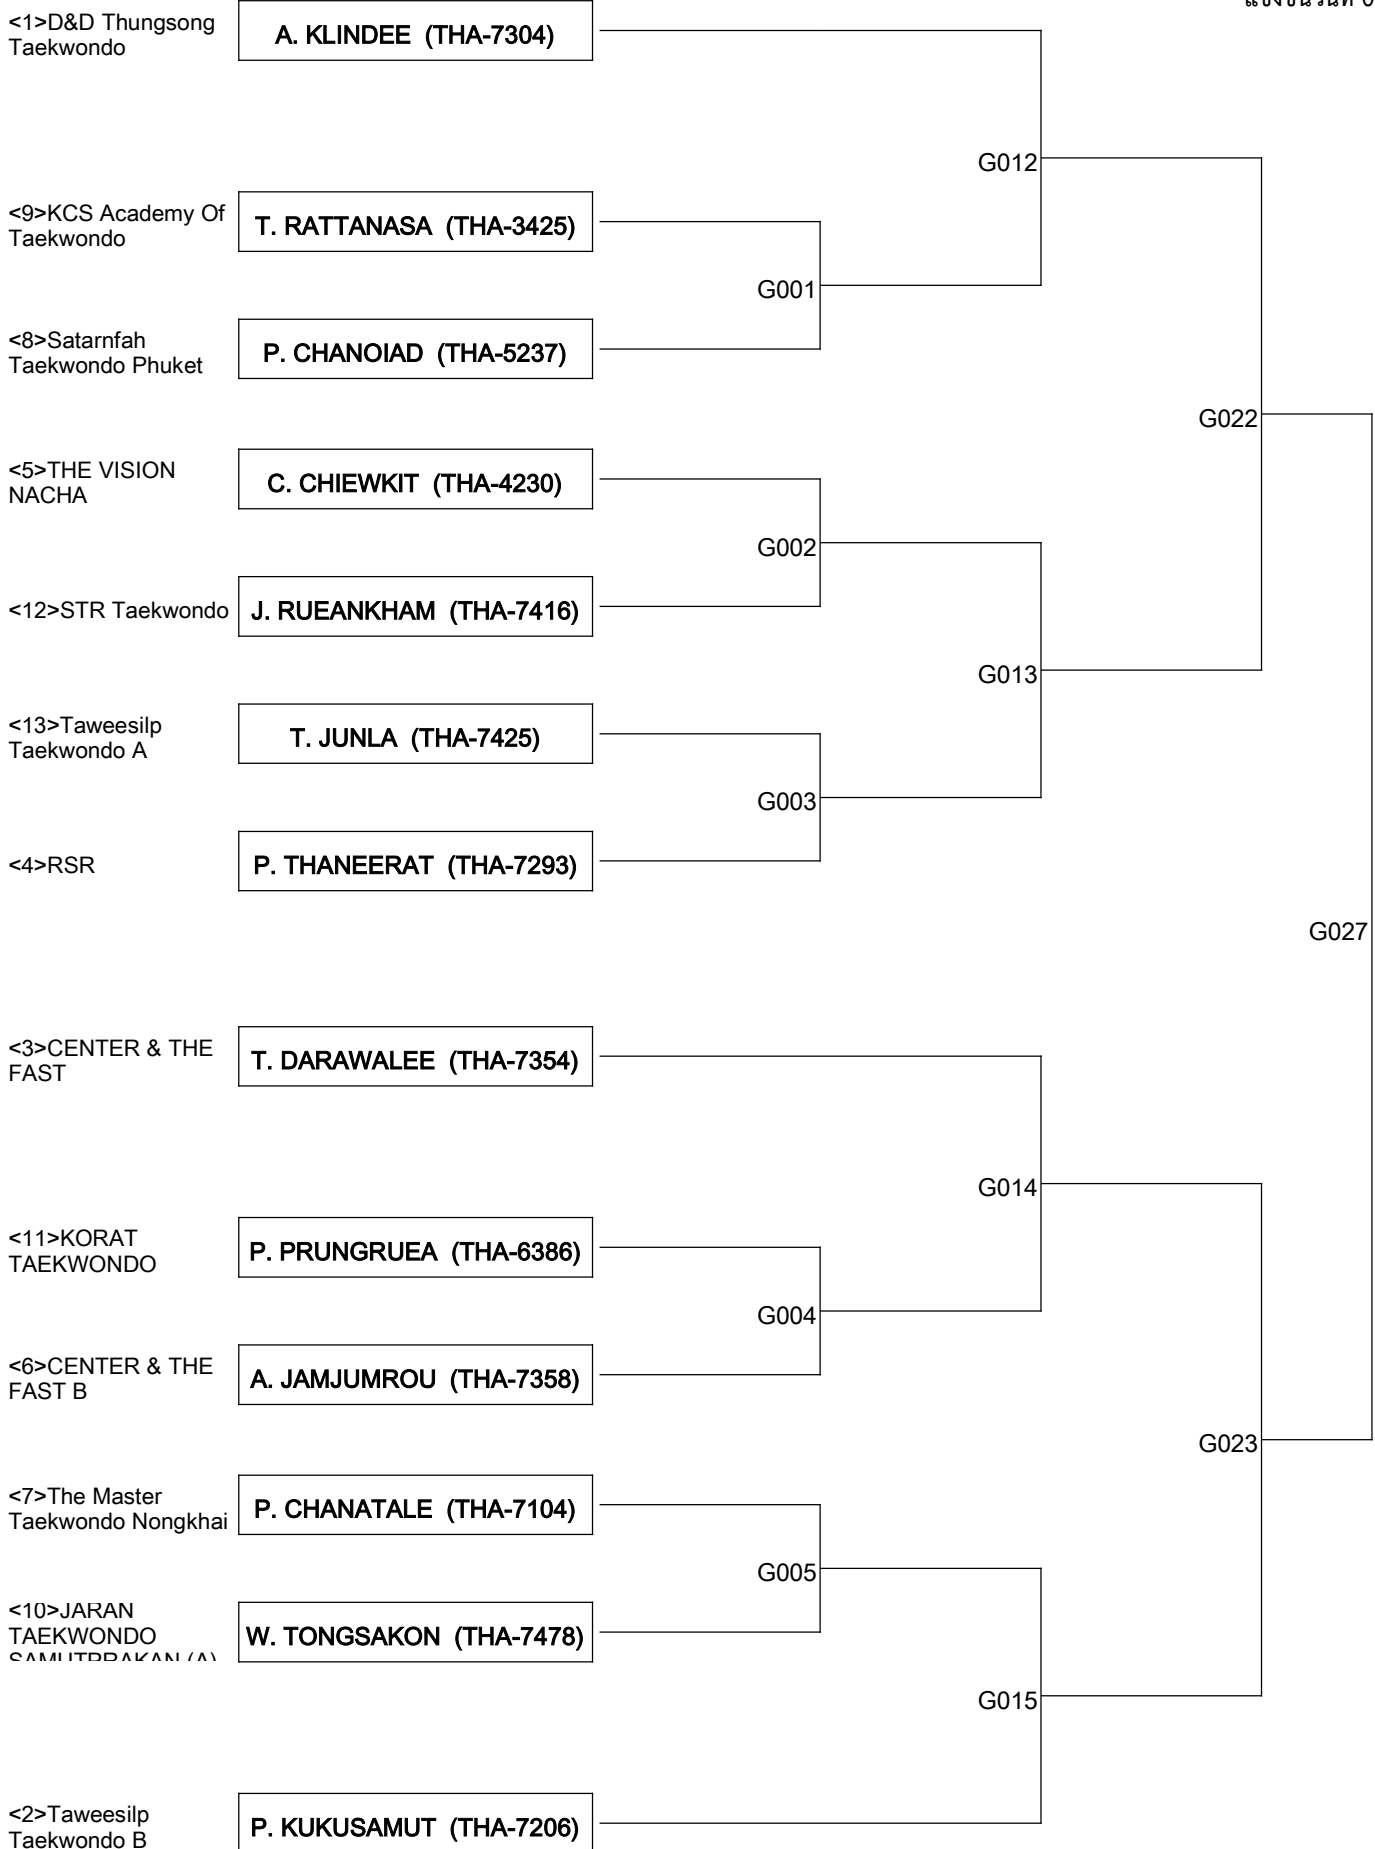 <1>D&D Thungsong
Taekwondo
A. KLINDEE (THA-7304)
G012
<9>KCS Academy Of
Taekwondo
T. RATTANASA (THA-3425)
G001
<8>Satarnfah
Taekwondo Phuket
P. CHANOIAD (THA-5237)
G022
<5>THE VISION
NACHA
C. CHIEWKIT (THA-4230)
G002
<12>STR Taekwondo
J. RUEANKHAM (THA-7416)
G013
<13>Taweesilp
Taekwondo A
T. JUNLA (THA-7425)
G003
<4>RSR
P. THANEERAT (THA-7293)
G027
<3>CENTER & THE
FAST
T. DARAWALEE (THA-7354)
G014
<11>KORAT
TAEKWONDO
P. PRUNGRUEA (THA-6386)
G004
<6>CENTER & THE
FAST B
A. JAMJUMROU (THA-7358)
G023
<7>The Master
Taekwondo Nongkhai
P. CHANATALE (THA-7104)
G005
<10>JARAN
TAEKWONDO
SAMUTPRAKAN (A)
W. TONGSAKON (THA-7478)
G015
<2>Taweesilp
Taekwondo B
P. KUKUSAMUT (THA-7206)